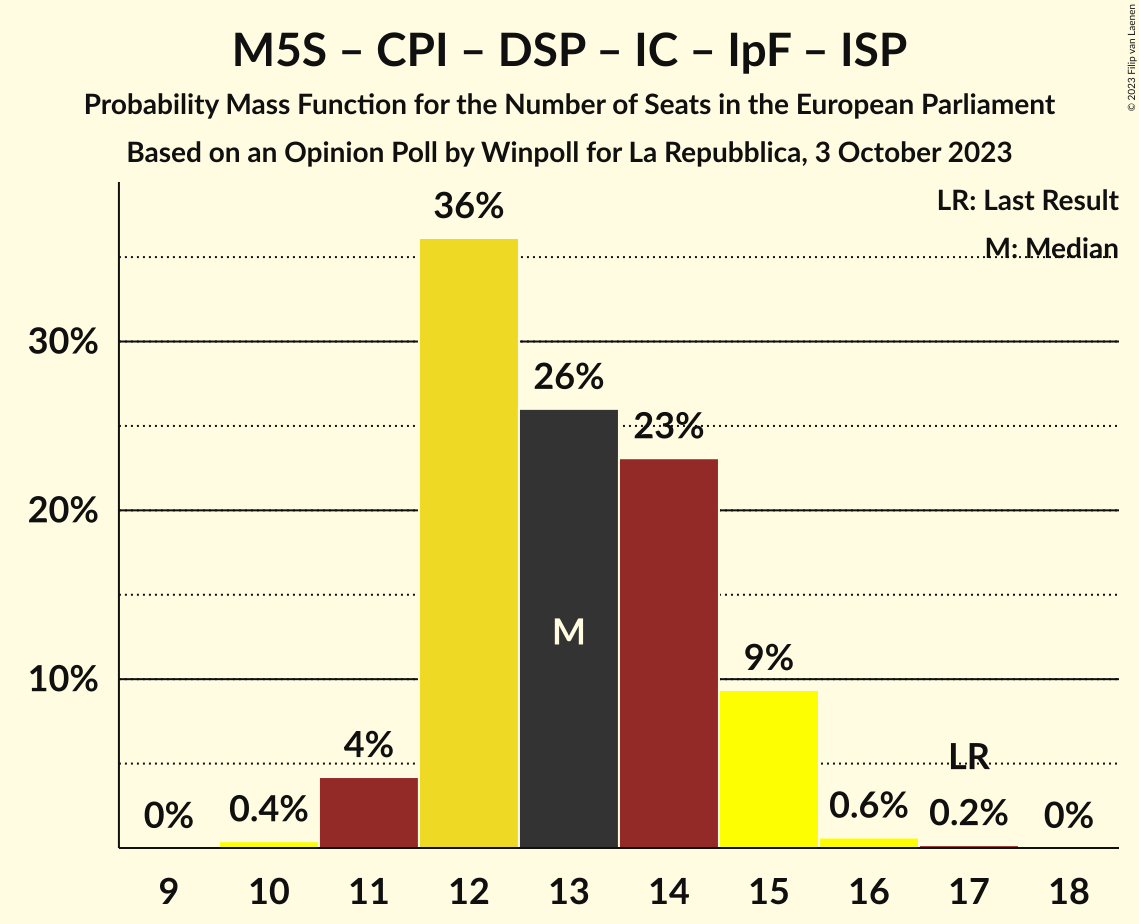 M5S – CPI – DSP – IC – IpF – ISP
Probability Mass Function for the Number of Seats in the European Parliament
Based on an Opinion Poll by Winpoll for La Repubblica, 3 October 2023
© 2023 Filip van Laenen
LR: Last Result
M: Median
30%
20%
10%
0%
0.4%
4%
36%
26%
23%
9%
0.6%
0.2%
0%
M
LR
9 10 11 12 13 14 15 16 17 18